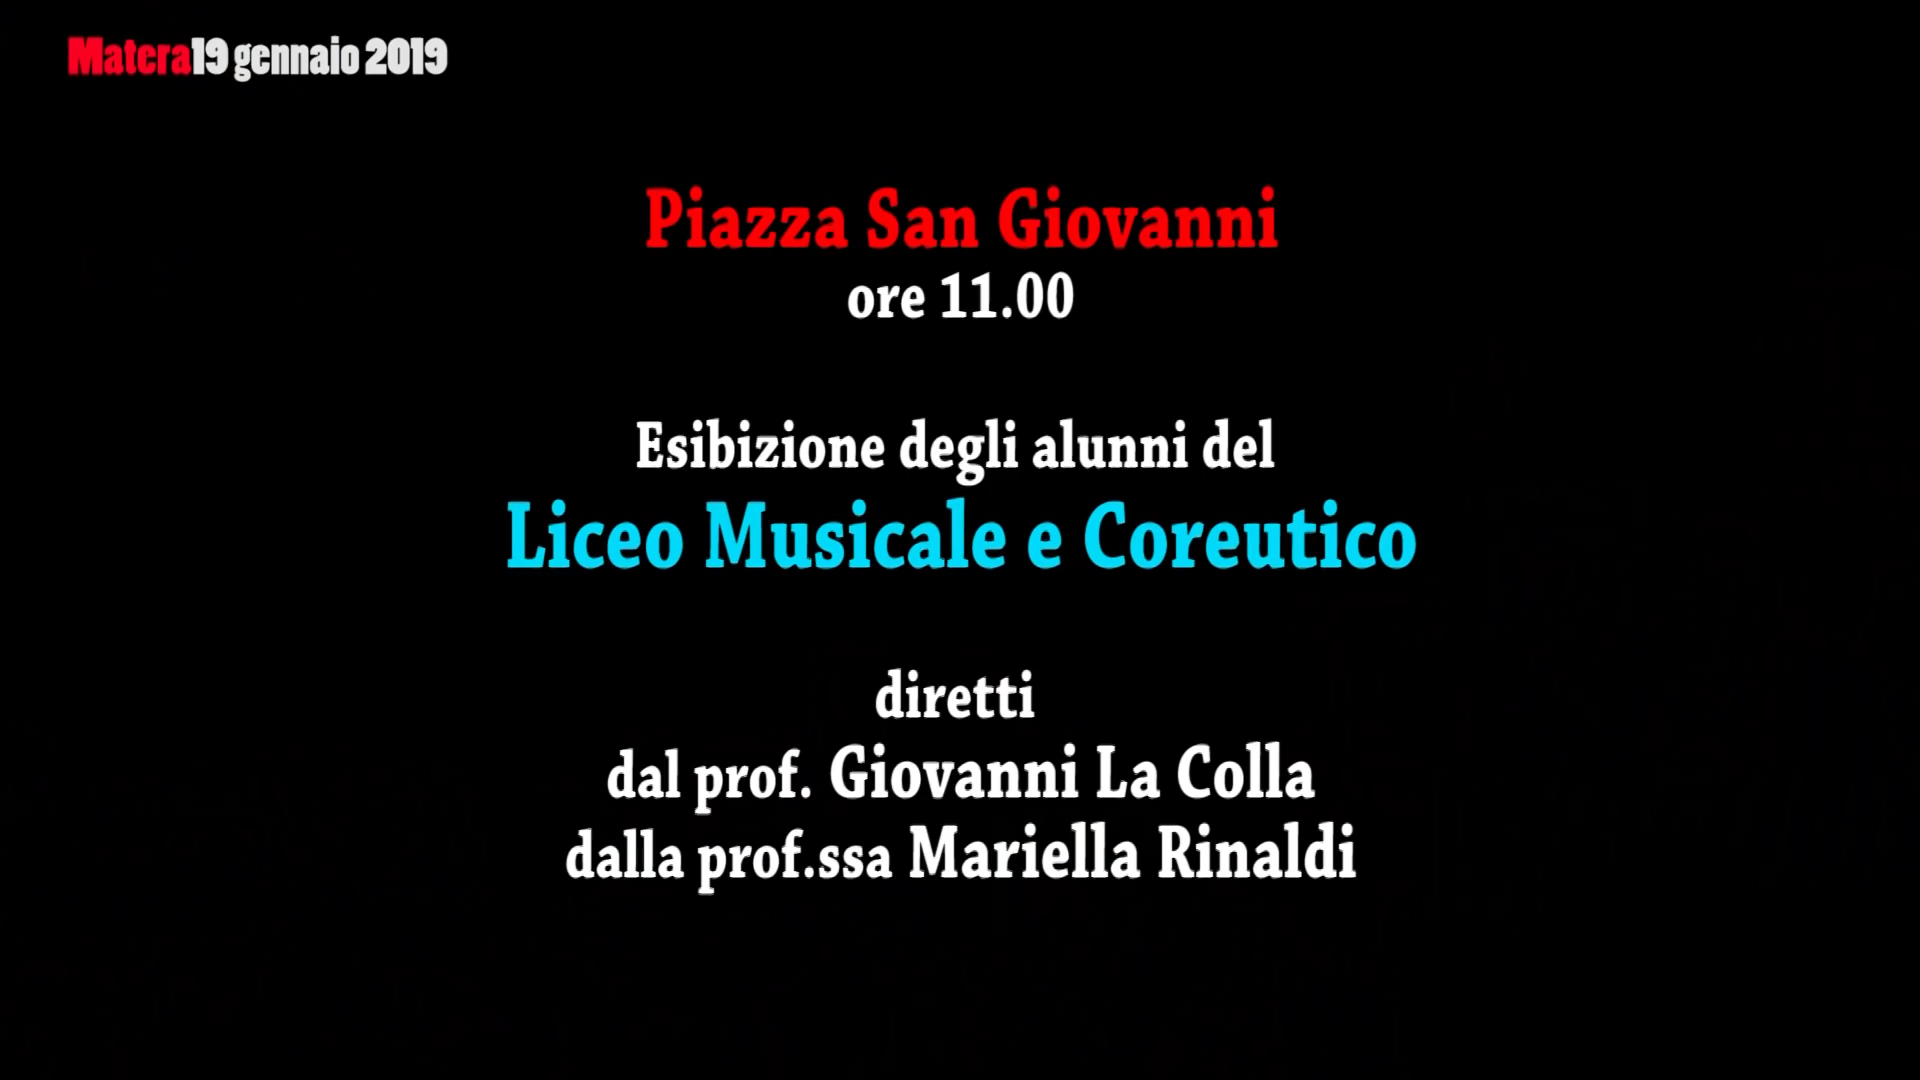 Matera19 gennaio 2019
Piazza San Giovanni
ore 11.00
Esibizione degli alunni del
Liceo Musicale e Coreutico
diretti
dal prof. Giovanni La Colla
dalla prof.ssa Mariella Rinaldi